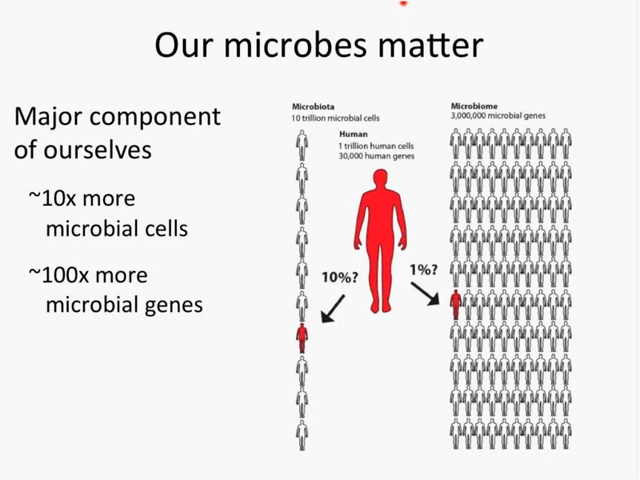 Our microbes matter
Major component
of ourselves
~10x more
microbial cells
~100x more
microbial genes
Microbiota
10 trillion microbial cells
Human
1 trillion human cells
30,000 human genes
Microbiome
3,000,000 microbial genes
10%?
1%?